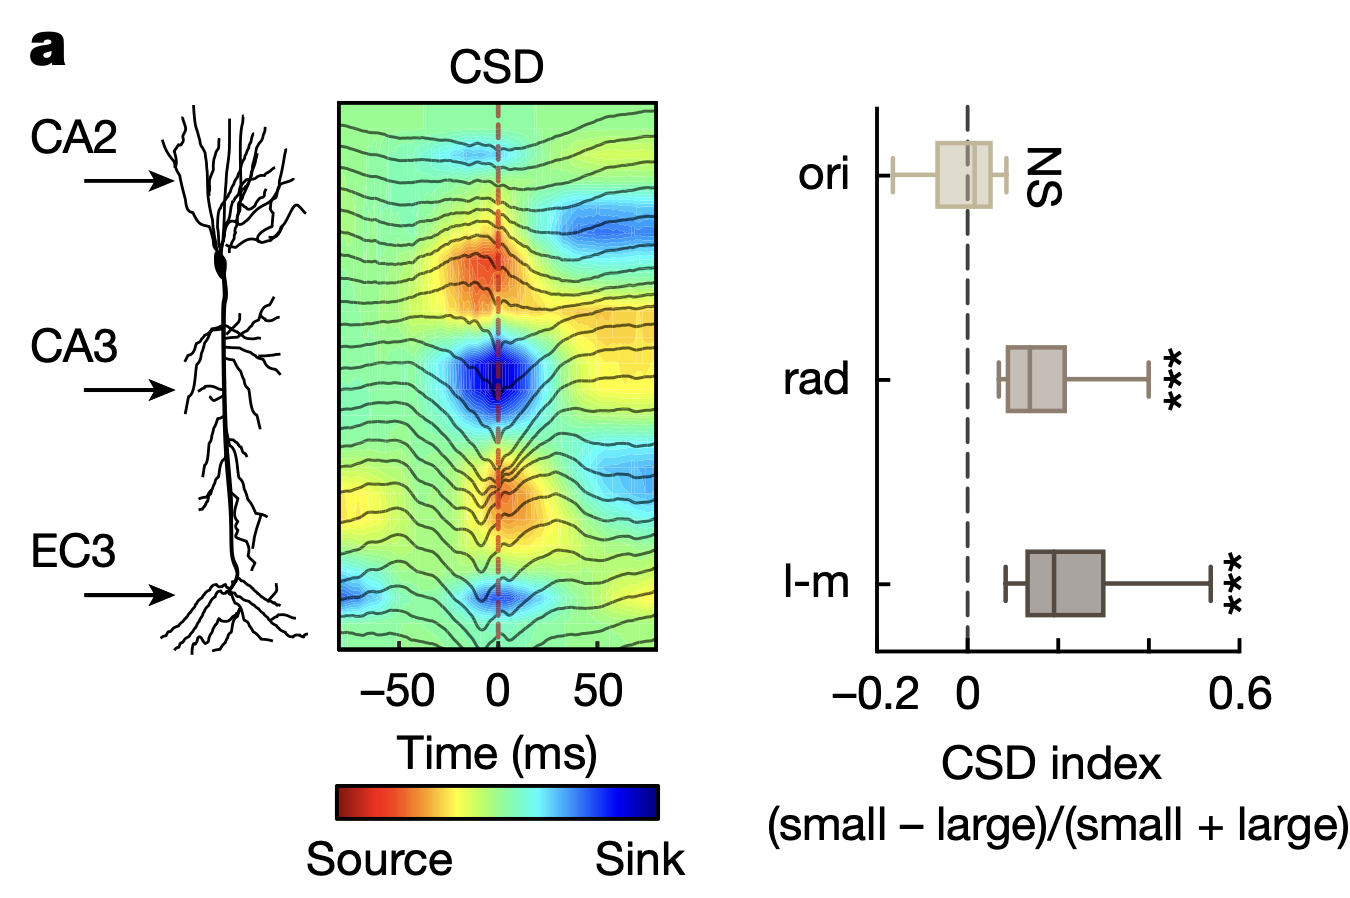 a
CSD
CA2
CA3
EC3
–50 0 50
Time (ms)
Source Sink
ori
NS
rad
***
l-m
***
–0.2 0 0.6
CSD index
(small – large)/(small + large)